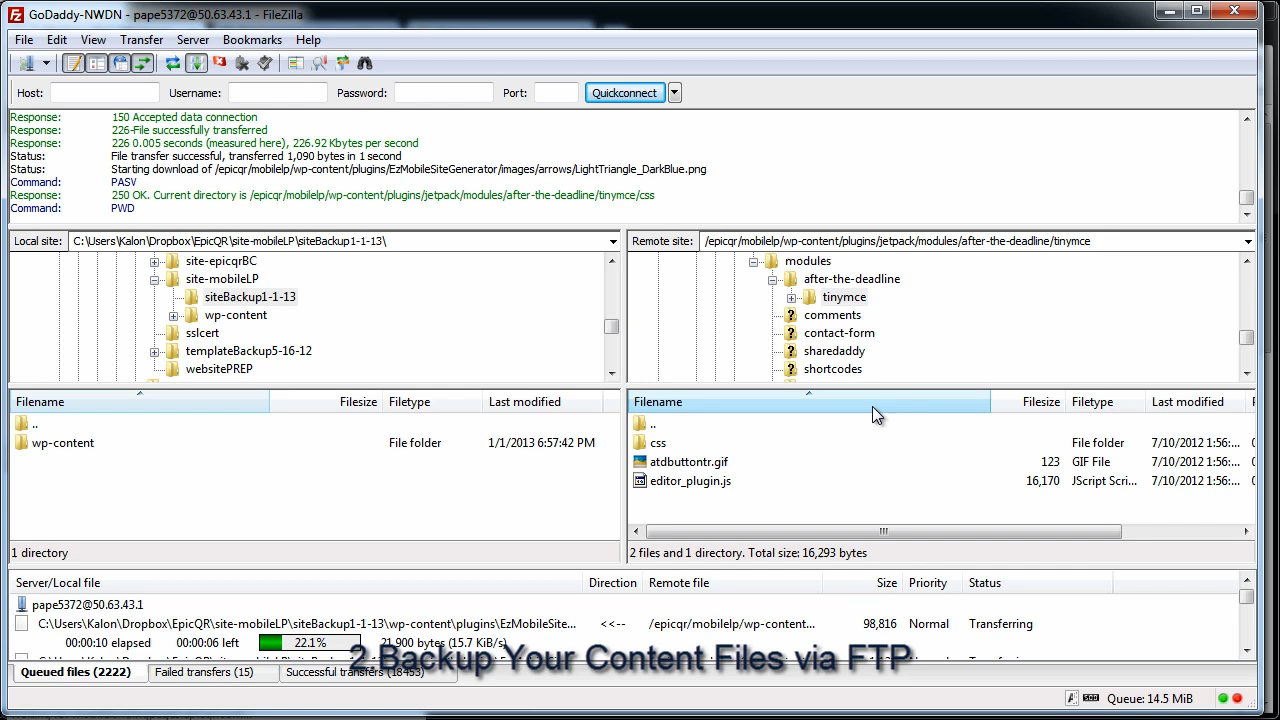 GoDaddy-NWDN - pape5372@50.63.43.1 - FileZilla
File Edit View Transfer Server Bookmarks Help
Host: Username: Password: Port: Quickconnect
Response: 150 Accepted data connection
Response: 226-File successfully transferred
Response: 226 0.005 seconds (measured here), 226.92 Kbytes per second
Status: File transfer successful, transferred 1,090 bytes in 1 second
Status: Starting download of /epicqr/mobilelp/wp-content/plugins/EzMobileSiteGenerator/images/arrows/LightTriangle_DarkBlue.png
Command: PASV
Response: 250 OK. Current directory is /epicqr/mobilelp/wp-content/plugins/jetpack/modules/after-the-deadline/tinymce/css
Command: PWD
Local site: C:\Users\Kalon\Dropbox\EpicQR\site-mobileLP\siteBackup1-1-13\
site-epicqrBC
site-mobileLP
siteBackup1-1-13
wp-content
sslcert
templateBackup5-16-12
websitePREP
Remote site: /epicqr/mobilelp/wp-content/plugins/jetpack/modules/after-the-deadline/tinymce
modules
after-the-deadline
tinymce
comments
contact-form
sharedaddy
shortcodes
Filename Filesize Filetype Last modified
..
wp-content File folder 1/1/2013 6:57:42 PM
1 directory
Filename Filesize Filetype Last modified
..
css File folder 7/10/2012 1:56:...
atdbuttontr.gif 123 GIF File 7/10/2012 1:56:...
editor_plugin.js 16,170 JScript Scri... 7/10/2012 1:56:...
2 files and 1 directory. Total size: 16,293 bytes
Server/Local file Direction Remote file Size Priority Status
pape5372@50.63.43.1
C:\Users\Kalon\Dropbox\EpicQR\site-mobileLP\siteBackup1-1-13\wp-content\plugins\EzMobileSite... <<-- /epicqr/mobilelp/wp-content... 98,816 Normal Transferring
00:00:10 elapsed 00:00:06 left 22.1% 21,900 bytes (15.7 KiB/s)
2.Backup Your Content Files via FTP
Queued files (2222) Failed transfers (15) Successful transfers (18453)
Queue: 14.5 MiB